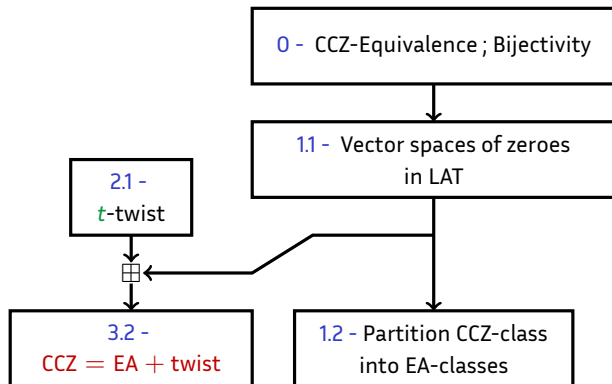 0 - CCZ-Equivalence ; Bijectivity
1.1 - Vector spaces of zeroes
in LAT
2.1 -
t-twist
3.2 -
CCZ = EA + twist
1.2 - Partition CCZ-class
into EA-classes